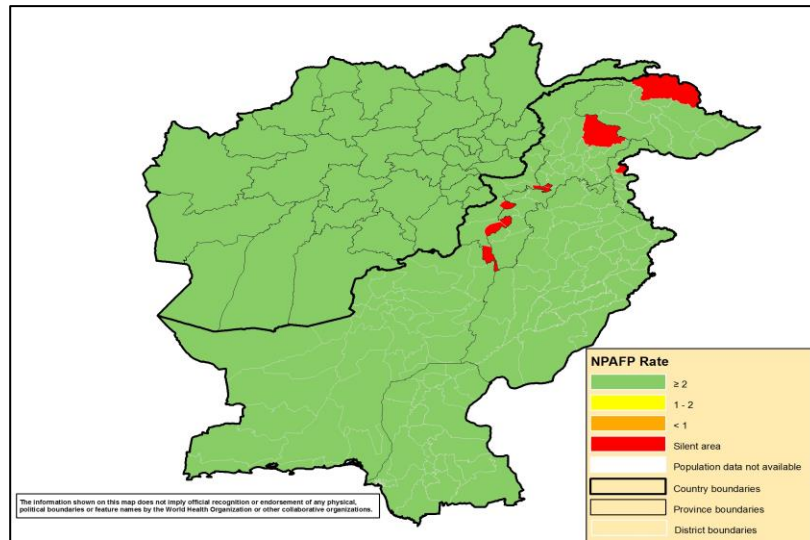 NPAFP Rate
≥ 2
1 - 2
< 1
Silent area
Population data not available
Country boundaries
Province boundaries
District boundaries
The information shown on this map does not imply official recognition or endorsement of any physical,
political boundaries or feature names by the World Health Organization or other collaborative organizations.